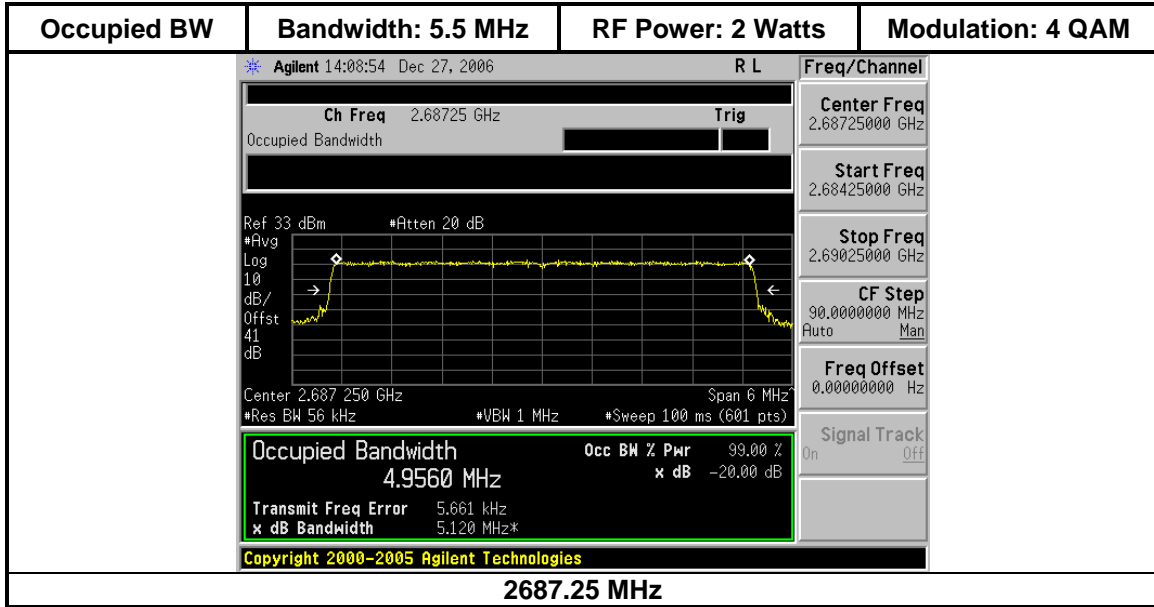 Occupied BW Bandwidth: 5.5 MHz RF Power: 2 Watts Modulation: 4 QAM
Agilent 14:08:54 Dec 27, 2006 R L Freq/Channel
Ch Freq 2.68725 GHz Trig
Occupied Bandwidth
Center Freq
2.68725000 GHz
Start Freq
2.68425000 GHz
Stop Freq
2.69025000 GHz
CF Step
90.0000000 MHz
Auto Man
Freq Offset
0.00000000 Hz
Signal Track
On Off
Ref 33 dBm #Atten 20 dB
#Avg
Log
10
dB/
Offst
41
dB
Center 2.687 250 GHz Span 6 MHz^
#Res BW 56 kHz #VBW 1 MHz #Sweep 100 ms (601 pts)
Occupied Bandwidth Occ BW % Pwr 99.00 %
4.9560 MHz x dB -20.00 dB
Transmit Freq Error 5.661 kHz
x dB Bandwidth 5.120 MHz*
Copyright 2000-2005 Agilent Technologies
2687.25 MHz